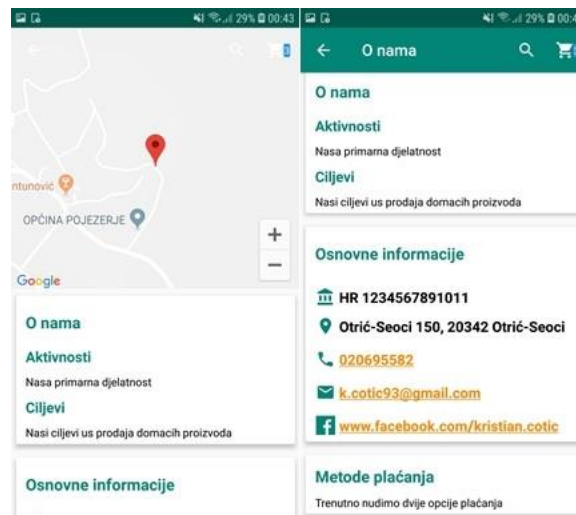 29% 00:43
ntunović
OPĆINA POJEZERJE
+
−
Google
O nama
Aktivnosti
Nasa primarna djelatnost
Ciljevi
Nasi ciljevi us prodaja domacih proizvoda
Osnovne informacije
29% 00:4
O nama
O nama
Aktivnosti
Nasa primarna djelatnost
Ciljevi
Nasi ciljevi us prodaja domacih proizvoda
Osnovne informacije
HR 1234567891011
Otrić-Seoci 150, 20342 Otrić-Seoci
020695582
k.cotic93@gmail.com
www.facebook.com/kristian.cotic
Metode plaćanja
Trenutno nudimo dvije opcije plaćanja